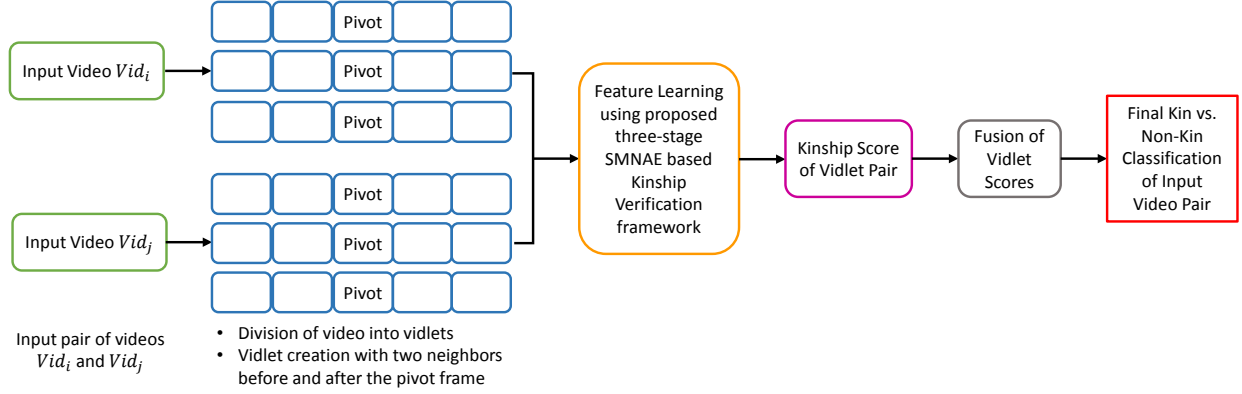 Pivot
Input Video Vid_i
Pivot
Pivot
Pivot
Input Video Vid_j
Pivot
Pivot
Input pair of videos
Vid_i and Vid_j
• Division of video into vidlets
• Vidlet creation with two neighbors
before and after the pivot frame
Feature Learning
using proposed
three-stage
SMNAE based
Kinship
Verification
framework
Kinship Score
of Vidlet Pair
Fusion of
Vidlet
Scores
Final Kin vs.
Non-Kin
Classification
of Input
Video Pair